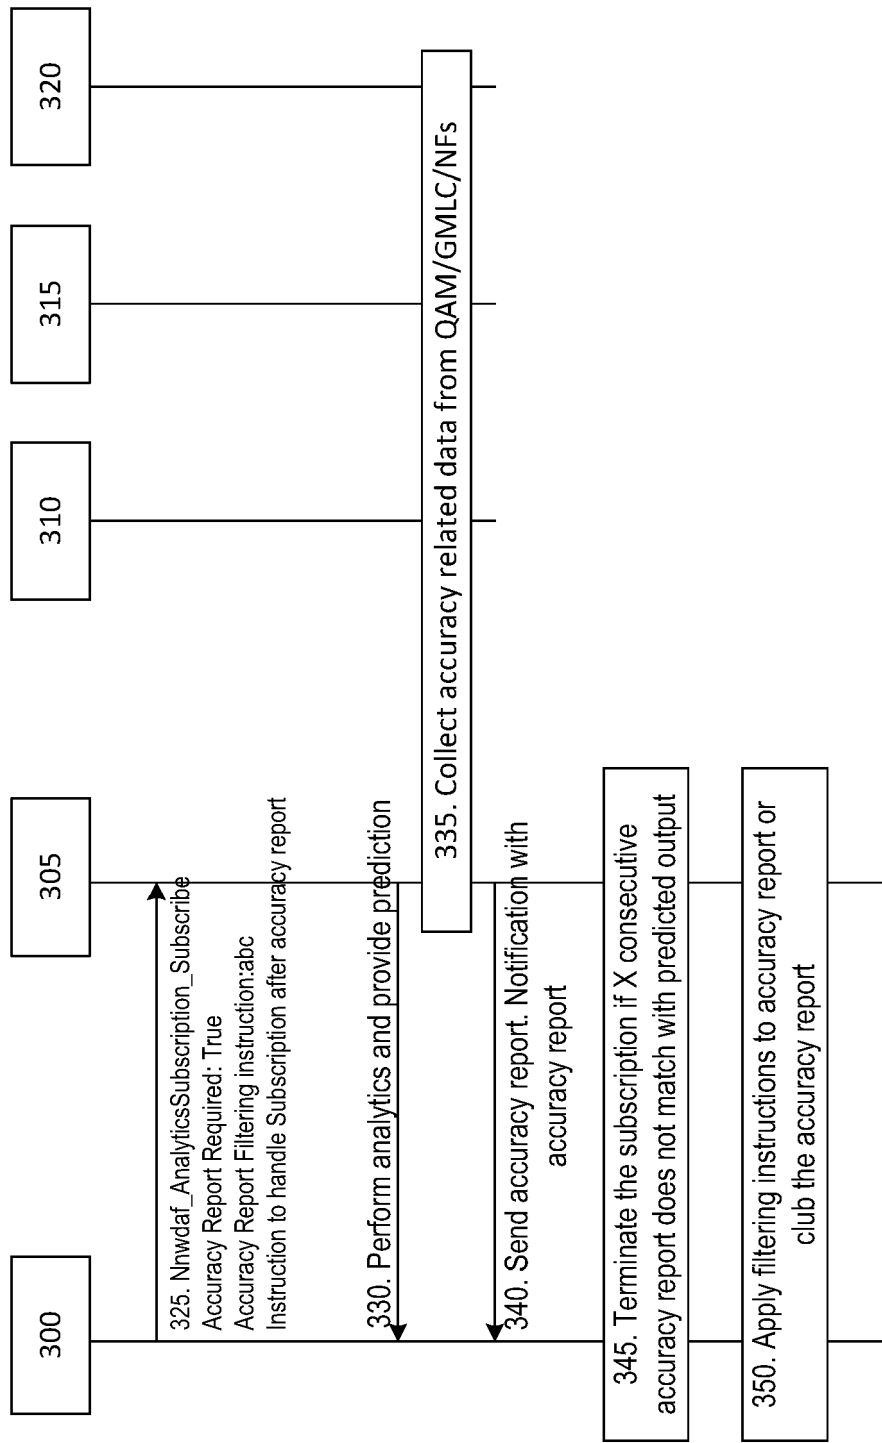 300
305
310
315
320
325. Nnwdaf_AnalyticsSubscription_Subscribe
Accuracy Report Required: True
Accuracy Report Filtering instruction:abc
Instruction to handle Subscription after accuracy report
330. Perform analytics and provide prediction
335. Collect accuracy related data from QAM/GMLC/NFs
340. Send accuracy report. Notification with
accuracy report
345. Terminate the subscription if X consecutive
accuracy report does not match with predicted output
350. Apply filtering instructions to accuracy report or
club the accuracy report